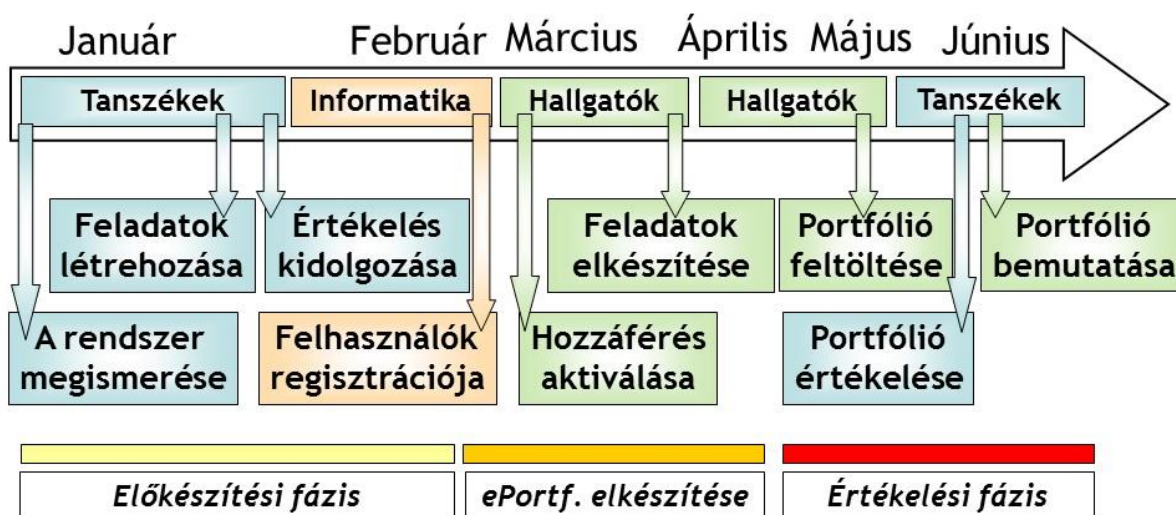 Január Február Március Április Május Június
Tanszékek Informatika Hallgatók Hallgatók Tanszékek
Feladatok
létrehozása
Értékelés
kidolgozása
Feladatok
elkészítése
Portfólió
feltöltése
Portfólió
bemutatása
A rendszer
megismerése
Felhasználók
regisztrációja
Hozzáférés
aktiválása
Portfólió
értékelése
Előkészítési fázis
ePortf. elkészítése
Értékelési fázis